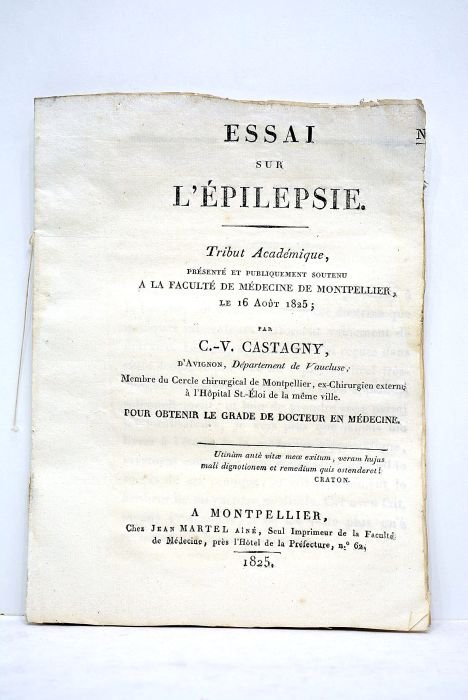 ESSAI
N
SUR
L'ÉPILEPSIE.
Tribut Académique,
PRÉSENTÉ ET PUBLIQUEMENT SOUTENU
A LA FACULTÉ DE MÉDECINE DE MONTPELLIER,
LE 16 AOÛT 1825;
PAR
C.-V. CASTAGNY,
D'AVIGNON, Département de Vaucluse;
Membre du Cercle chirurgical de Montpellier, ex-Chirurgien externe
à l'Hôpital St.-Éloi de la même ville.
POUR OBTENIR LE GRADE DE DOCTEUR EN MÉDECINE.
Utinàm antè vitæ meæ exitum, veram hujus
mali dignotionem et remedium quis ostenderet!
CRATON.
A MONTPELLIER,
Chez JEAN MARTEL AÎNÉ, Seul Imprimeur de la Faculté
de Médecine, près l'Hôtel de la Préfecture, n.º 62,
1825.